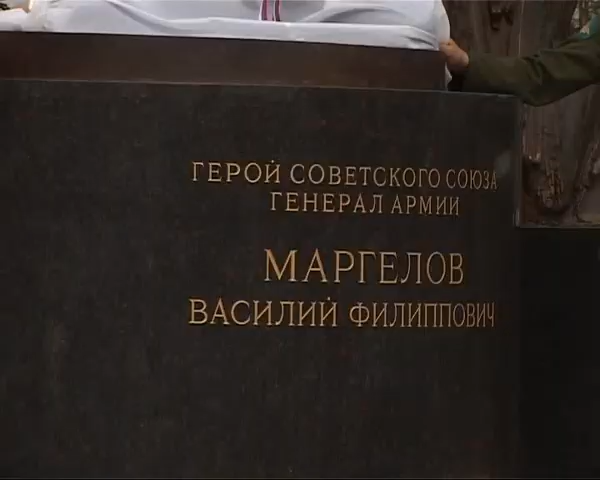 ГЕРОЙ СОВЕТСКОГО СОЮЗА
ГЕНЕРАЛ АРМИИ
МАРГЕЛОВ
ВАСИЛИЙ ФИЛИППОВИЧ